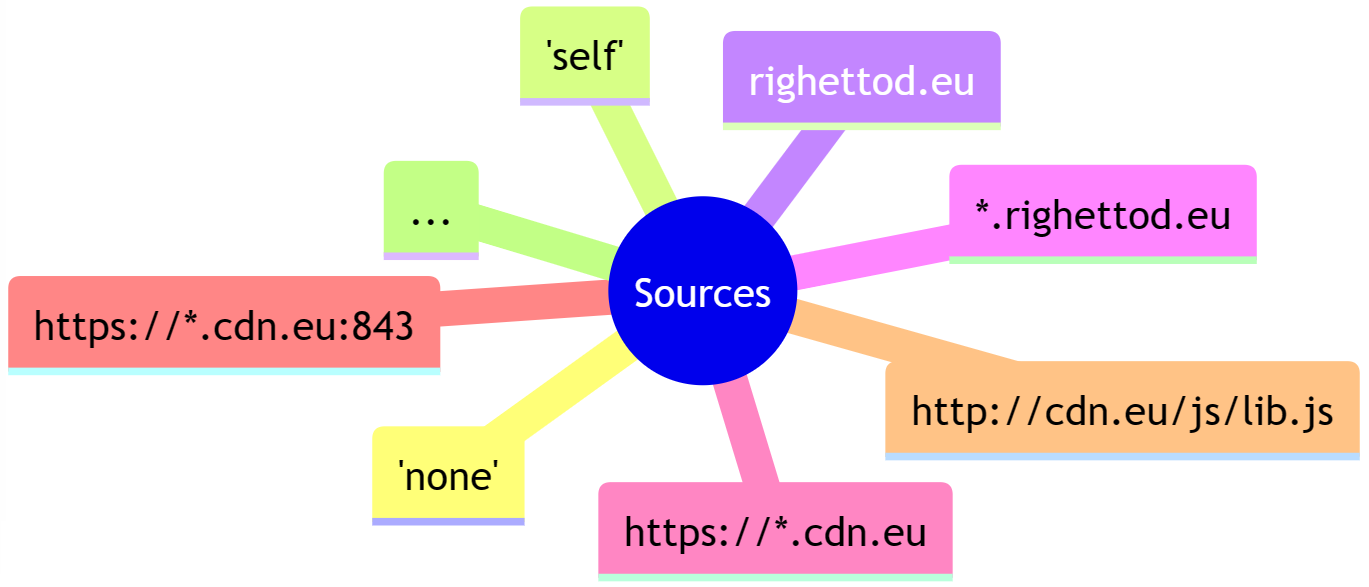 'self'
righettod.eu
...
*.righettod.eu
Sources
https://*.cdn.eu:843
http://cdn.eu/js/lib.js
'none'
https://*.cdn.eu